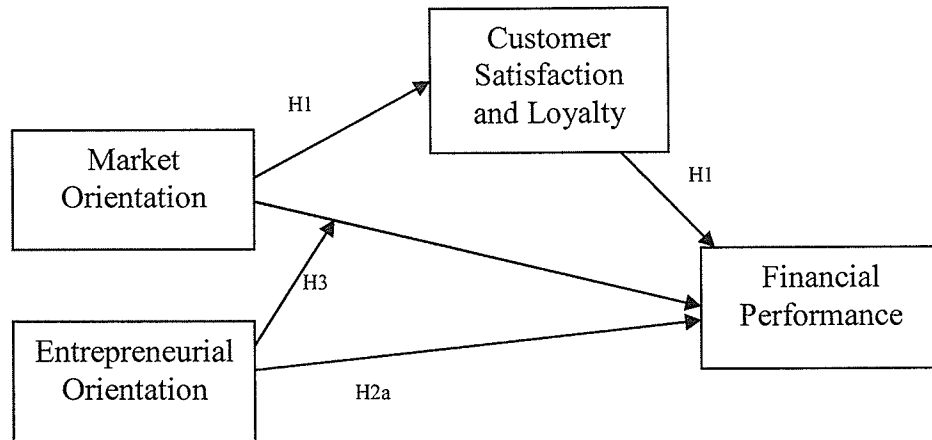 Customer
Satisfaction
and Loyalty
H1
Market
Orientation
H1
Financial
Performance
H3
Entrepreneurial
Orientation
H2a